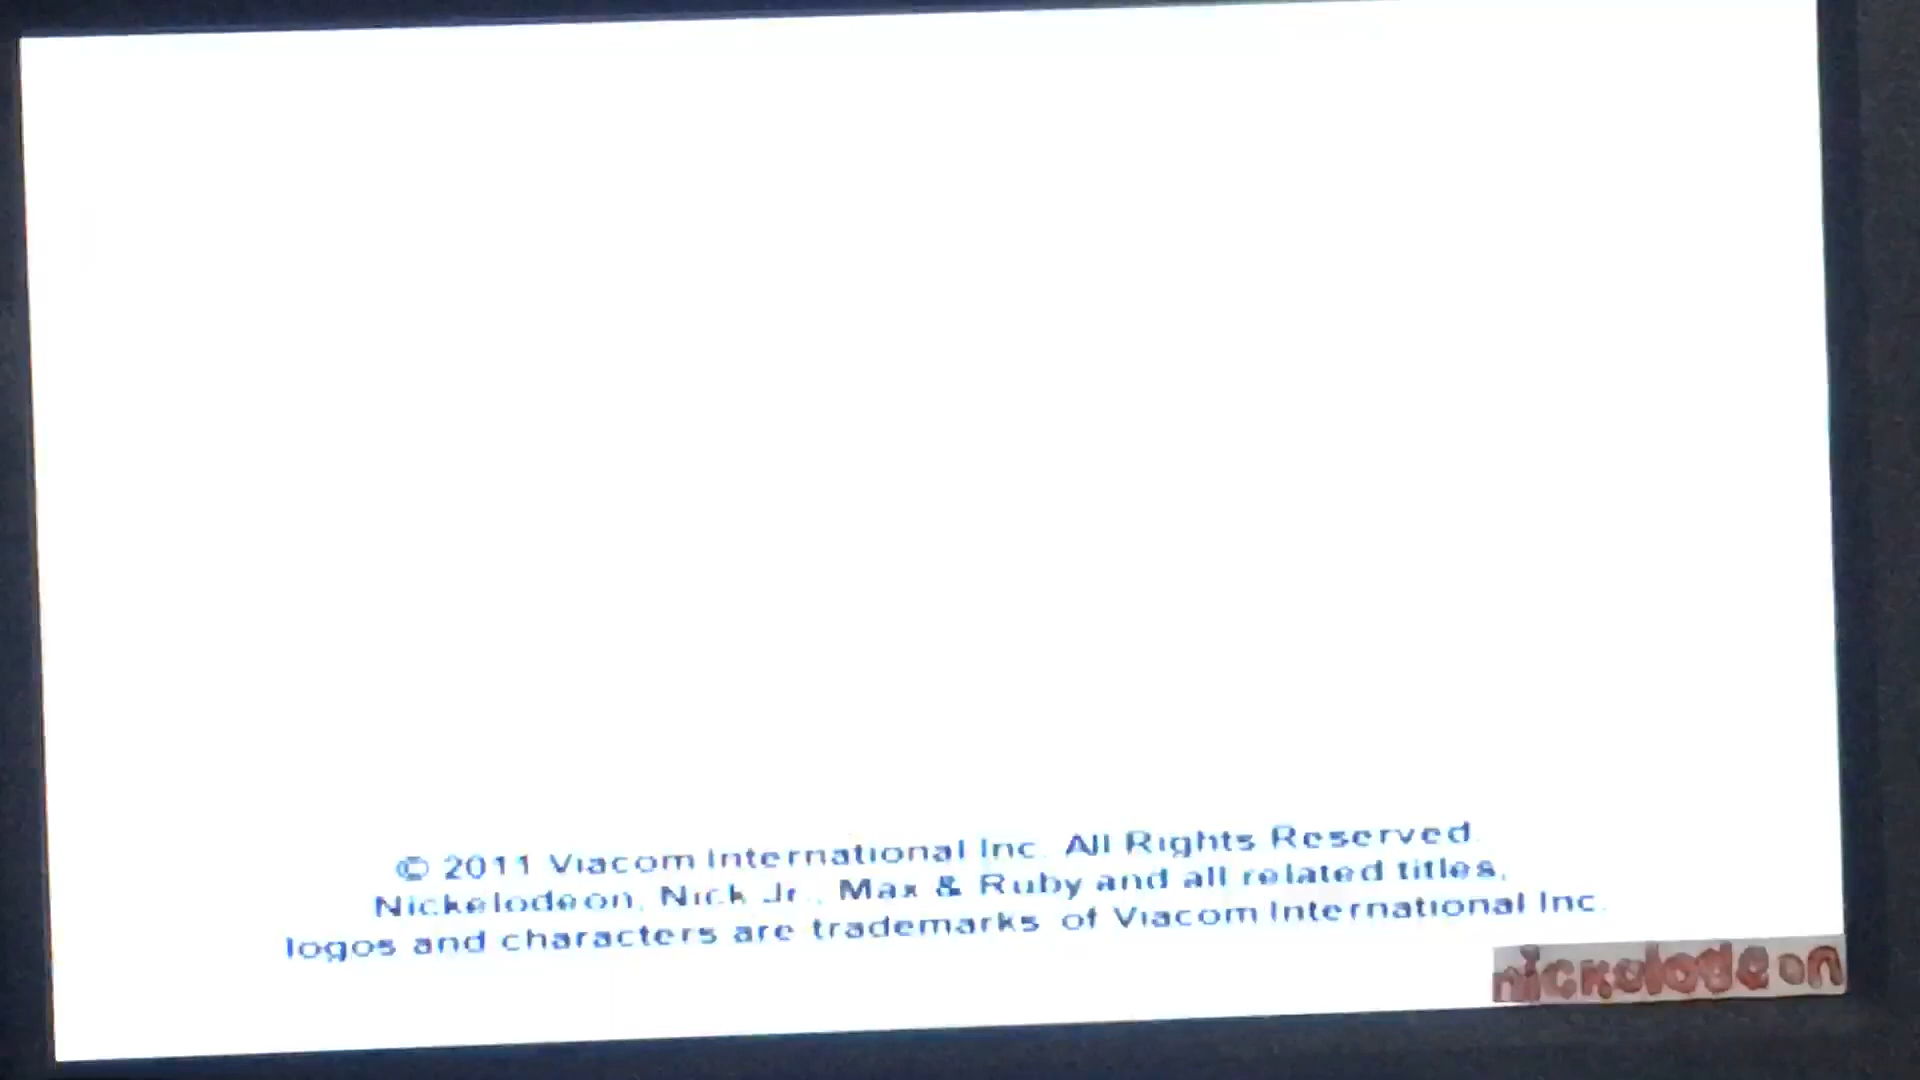 © 2011 Viacom International Inc. All Rights Reserved.
Nickelodeon, Nick Jr., Max & Ruby and all related titles,
logos and characters are trademarks of Viacom International Inc.
nickelodeon